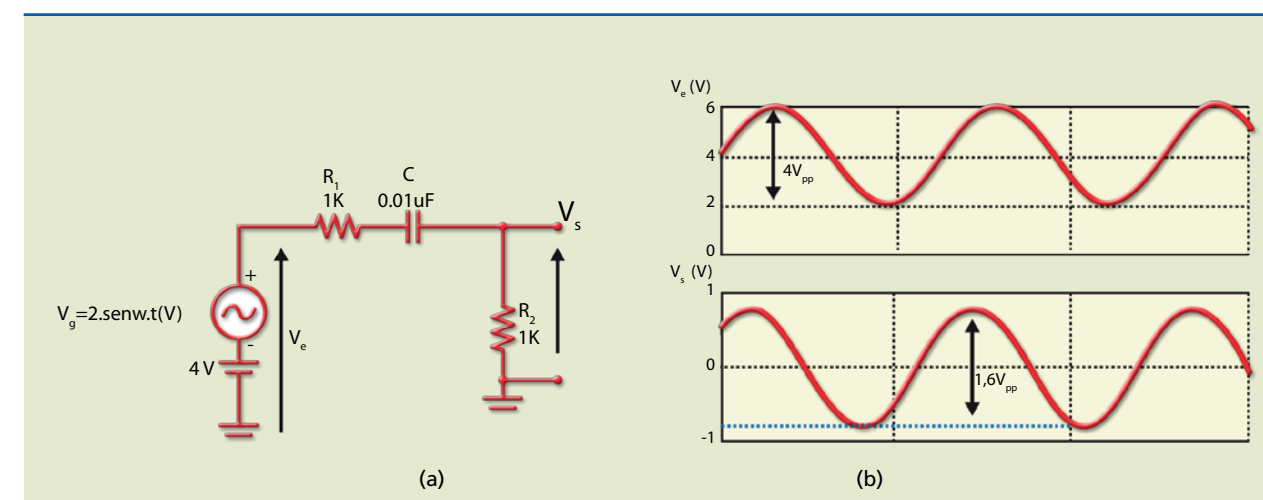 R₁
1K
C
0.01uF
Vₛ
+
V_g=2.senw.t(V)
-
4 V
Vₑ
R₂
1K
(a)
Vₑ (V)
6
4
2
0
4Vₚₚ
Vₛ (V)
1
0
-1
1,6Vₚₚ
(b)